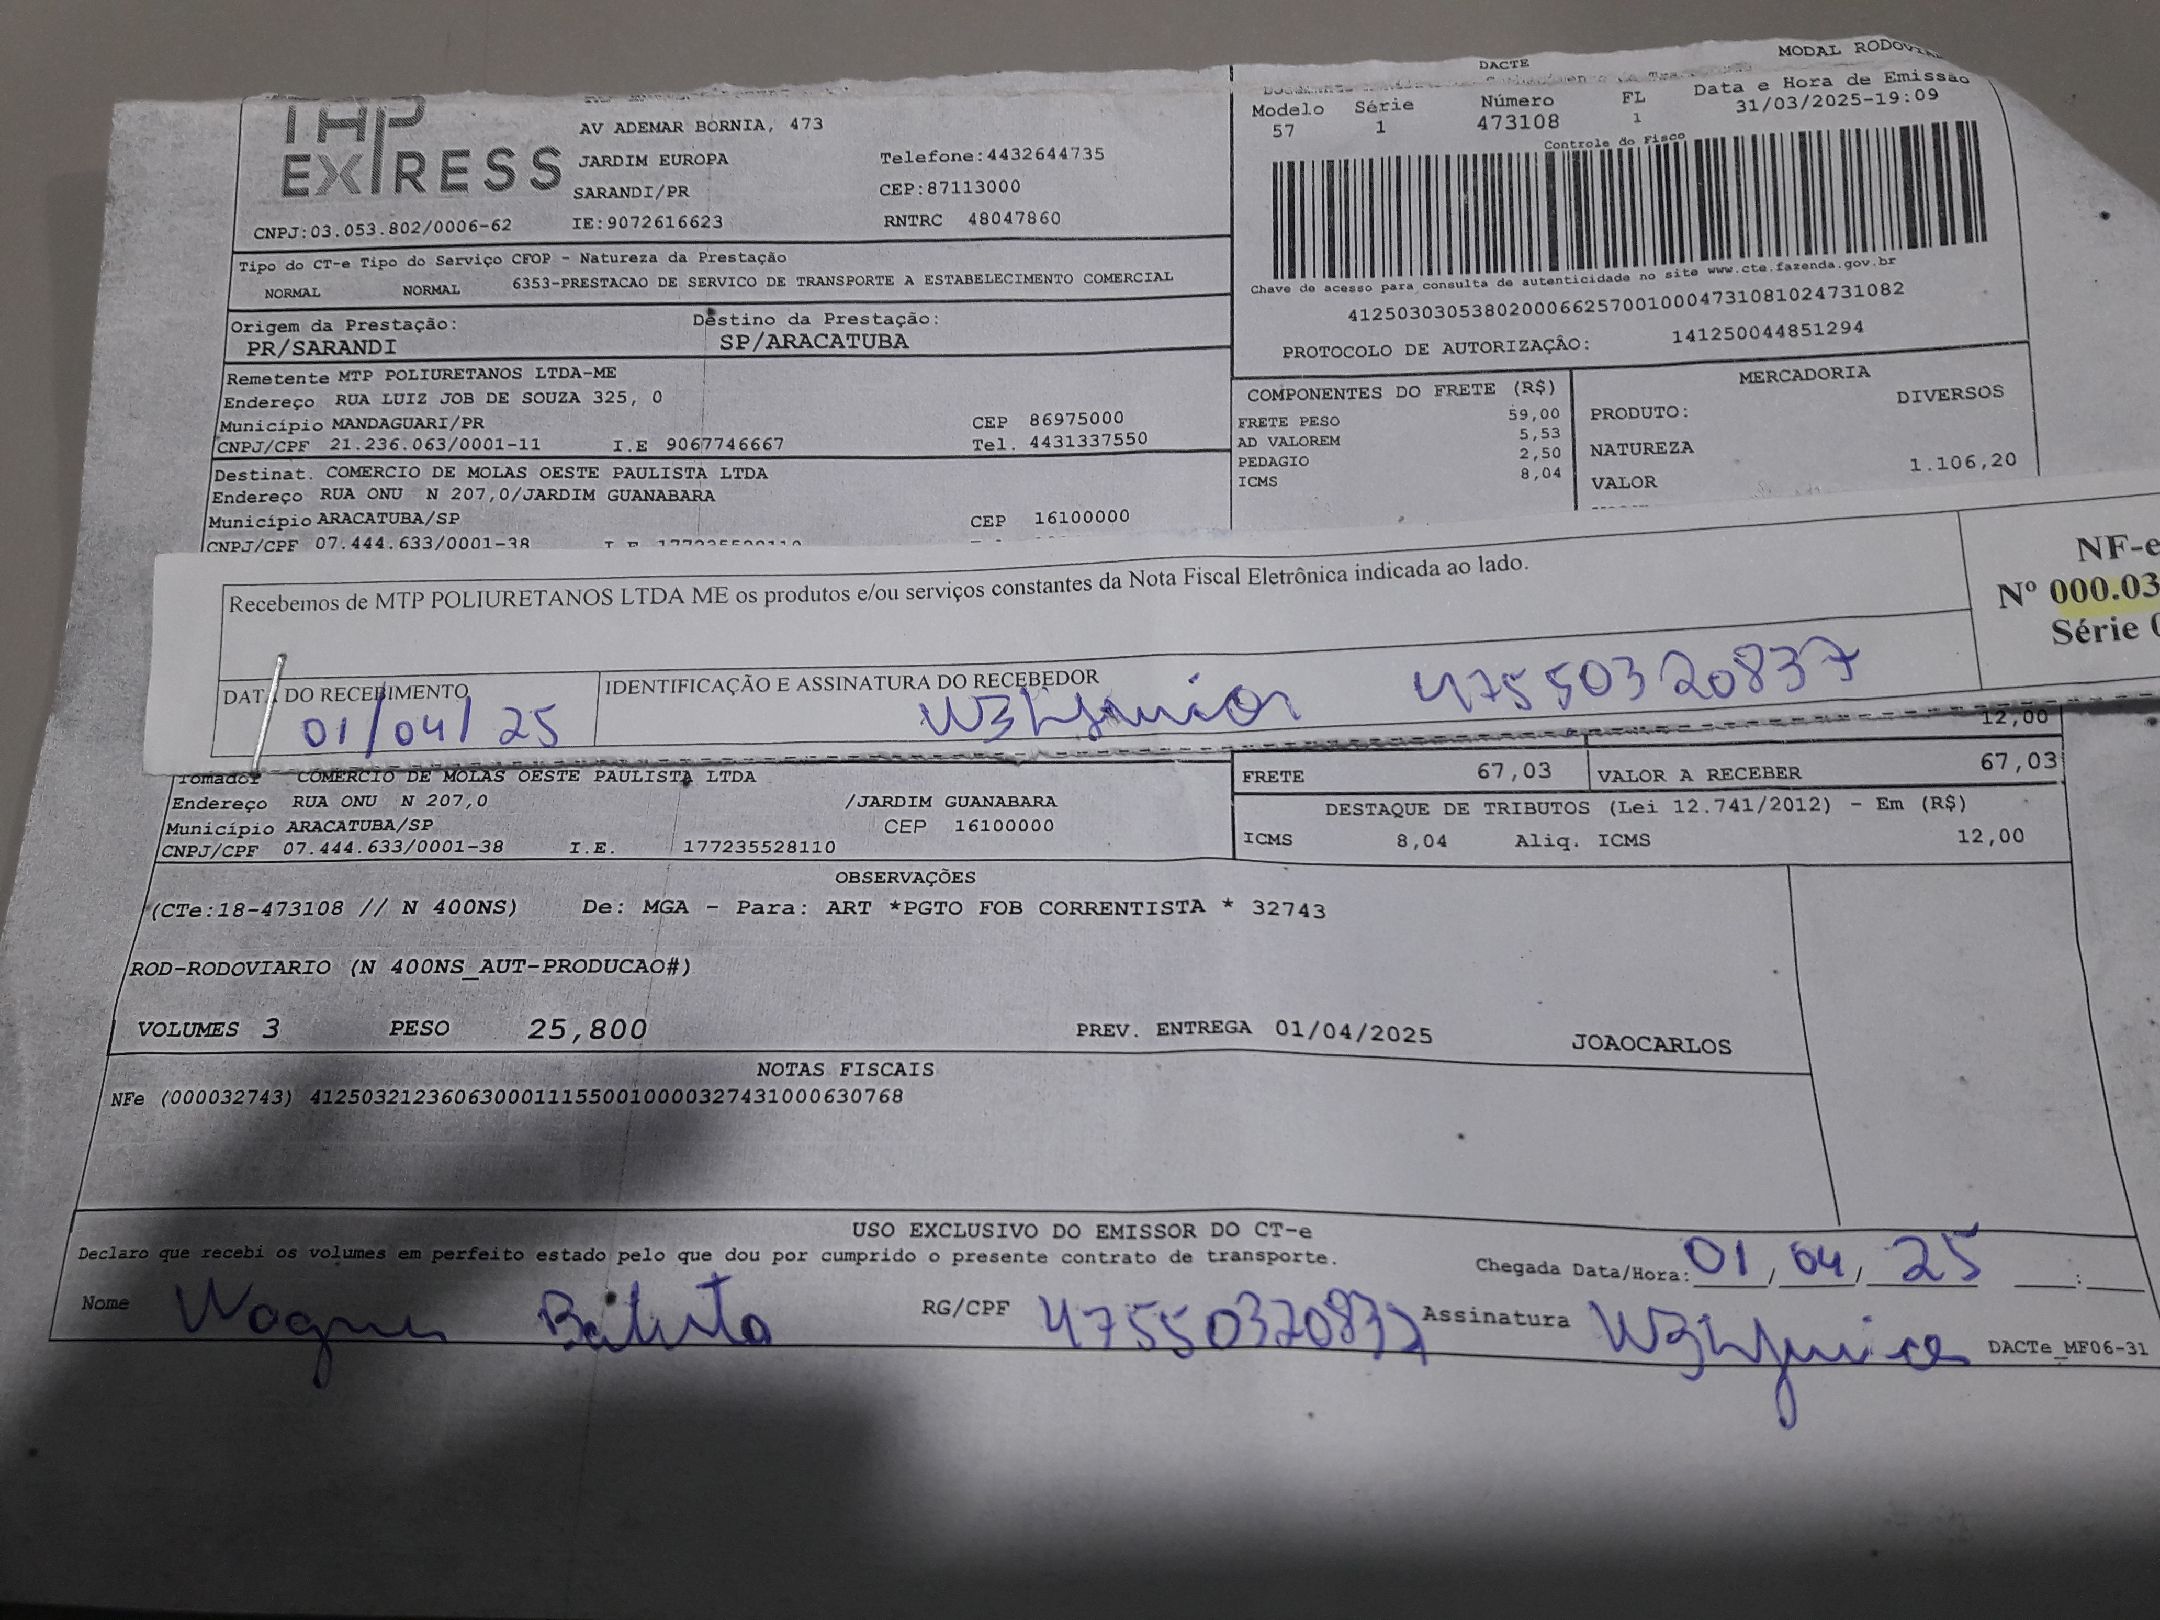 MODAL
DACTE
EXPRESS
AV ADEMAR BORNIA, 473
JARDIM EUROPA Telefone:4432644735
SARANDI/PR CEP:87113000
CNPJ:03.053.802/0006-62 IE:9072616623 RNTRC 48047860
Modelo Série Número FL Data e Hora de Emissão
57 1 473108 1 31/03/2025-19:09
Controle do Fisco
Chave de acesso para consulta de autenticidade no site www.cte.fazenda.gov.br
41250303053802000662570010004731081024731082
PROTOCOLO DE AUTORIZAÇÂO: 141250044851294
Tipo do CT-e Tipo do Serviço CFOP - Natureza da Prestação
NORMAL NORMAL 6353-PRESTACAO DE SERVICO DE TRANSPORTE A ESTABELECIMENTO COMERCIAL
Origem da Prestação: Destino da Prestação:
PR/SARANDI SP/ARACATUBA
Remetente MTP POLIURETANOS LTDA-ME
Endereço RUA LUIZ JOB DE SOUZA 325, 0
Município MANDAGUARI/PR CEP 86975000
CNPJ/CPF 21.236.063/0001-11 I.E 9067746667 Tel. 4431337550
Destinat. COMERCIO DE MOLAS OESTE PAULISTA LTDA
Endereço RUA ONU N 207,0/JARDIM GUANABARA
Município ARACATUBA/SP CEP 16100000
CNPJ/CPF 07.444.633/0001-38
COMPONENTES DO FRETE (R$)
FRETE PESO 59,00
AD VALOREM 5,53
PEDAGIO 2,50
ICMS 8,04
MERCADORIA
PRODUTO: DIVERSOS
NATUREZA
VALOR 1.106,20
Recebemos de MTP POLIURETANOS LTDA ME os produtos e/ou serviços constantes da Nota Fiscal Eletrônica indicada ao lado.
NF-e
Nº 000.03
Série
DATA DO RECEBIMENTO IDENTIFICAÇÃO E ASSINATURA DO RECEBEDOR
01/04/25 47550320837
12,00
Tomador COMERCIO DE MOLAS OESTE PAULISTA LTDA
Endereço RUA ONU N 207,0 /JARDIM GUANABARA
Município ARACATUBA/SP CEP 16100000
CNPJ/CPF 07.444.633/0001-38 I.E. 177235528110
FRETE 67,03 VALOR A RECEBER 67,03
DESTAQUE DE TRIBUTOS (Lei 12.741/2012) - Em (R$)
ICMS 8,04 Aliq. ICMS 12,00
OBSERVAÇÕES
(CTe:18-473108 // N 400NS) De: MGA - Para: ART *PGTO FOB CORRENTISTA * 32743
ROD-RODOVIARIO (N 400NS_AUT-PRODUCAO#)
VOLUMES 3 PESO 25,800 PREV. ENTREGA 01/04/2025 JOAOCARLOS
NOTAS FISCAIS
NFe (000032743) 41250321236063000111550010000327431000630768
USO EXCLUSIVO DO EMISSOR DO CT-e
Declaro que recebi os volumes em perfeito estado pelo que dou por cumprido o presente contrato de transporte.
Chegada Data/Hora: 01/04/25 :
Nome Wagner Batista RG/CPF 47550320837 Assinatura
DACTe_MF06-31